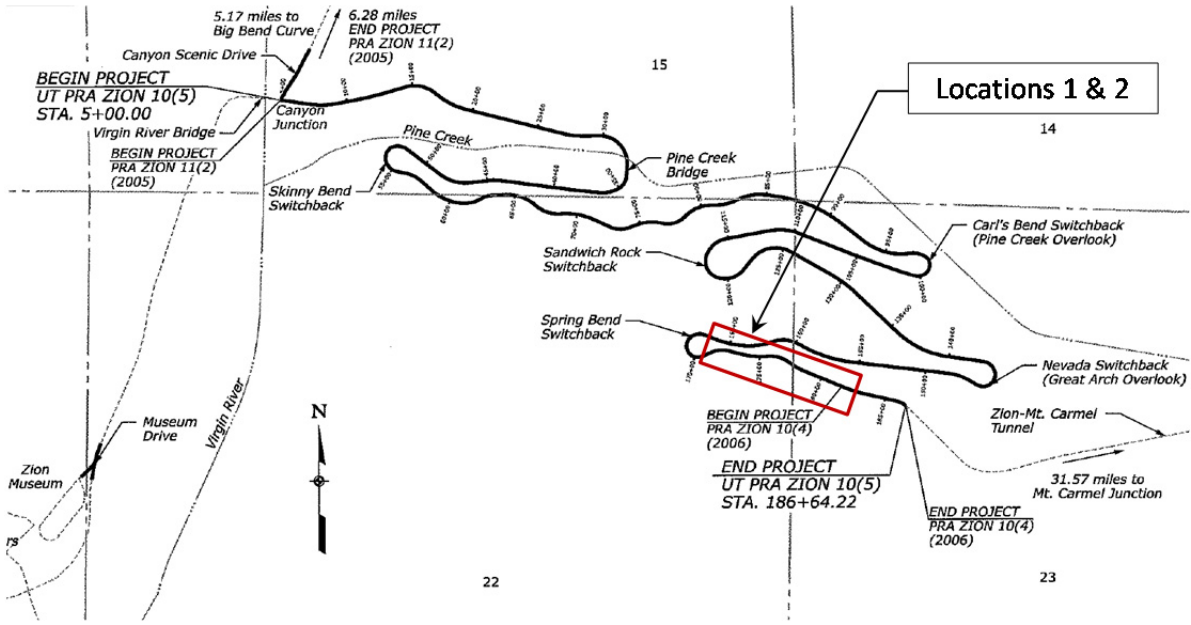 5.17 miles to
Big Bend Curve
6.28 miles
END PROJECT
PRA ZION 11(2)
(2005)
Canyon Scenic Drive
BEGIN PROJECT
UT PRA ZION 10(5)
STA. 5+00.00
Virgin River Bridge
Canyon
Junction
BEGIN PROJECT
PRA ZION 11(2)
(2005)
15
Locations 1 & 2
14
Pine Creek
Pine Creek
Bridge
Skinny Bend
Switchback
Sandwich Rock
Switchback
Carl's Bend Switchback
(Pine Creek Overlook)
Spring Bend
Switchback
Nevada Switchback
(Great Arch Overlook)
BEGIN PROJECT
PRA ZION 10(4)
(2006)
Zion-Mt. Carmel
Tunnel
END PROJECT
UT PRA ZION 10(5)
STA. 186+64.22
31.57 miles to
Mt. Carmel Junction
END PROJECT
PRA ZION 10(4)
(2006)
Museum
Drive
Virgin River
N
Zion
Museum
rs
22
23